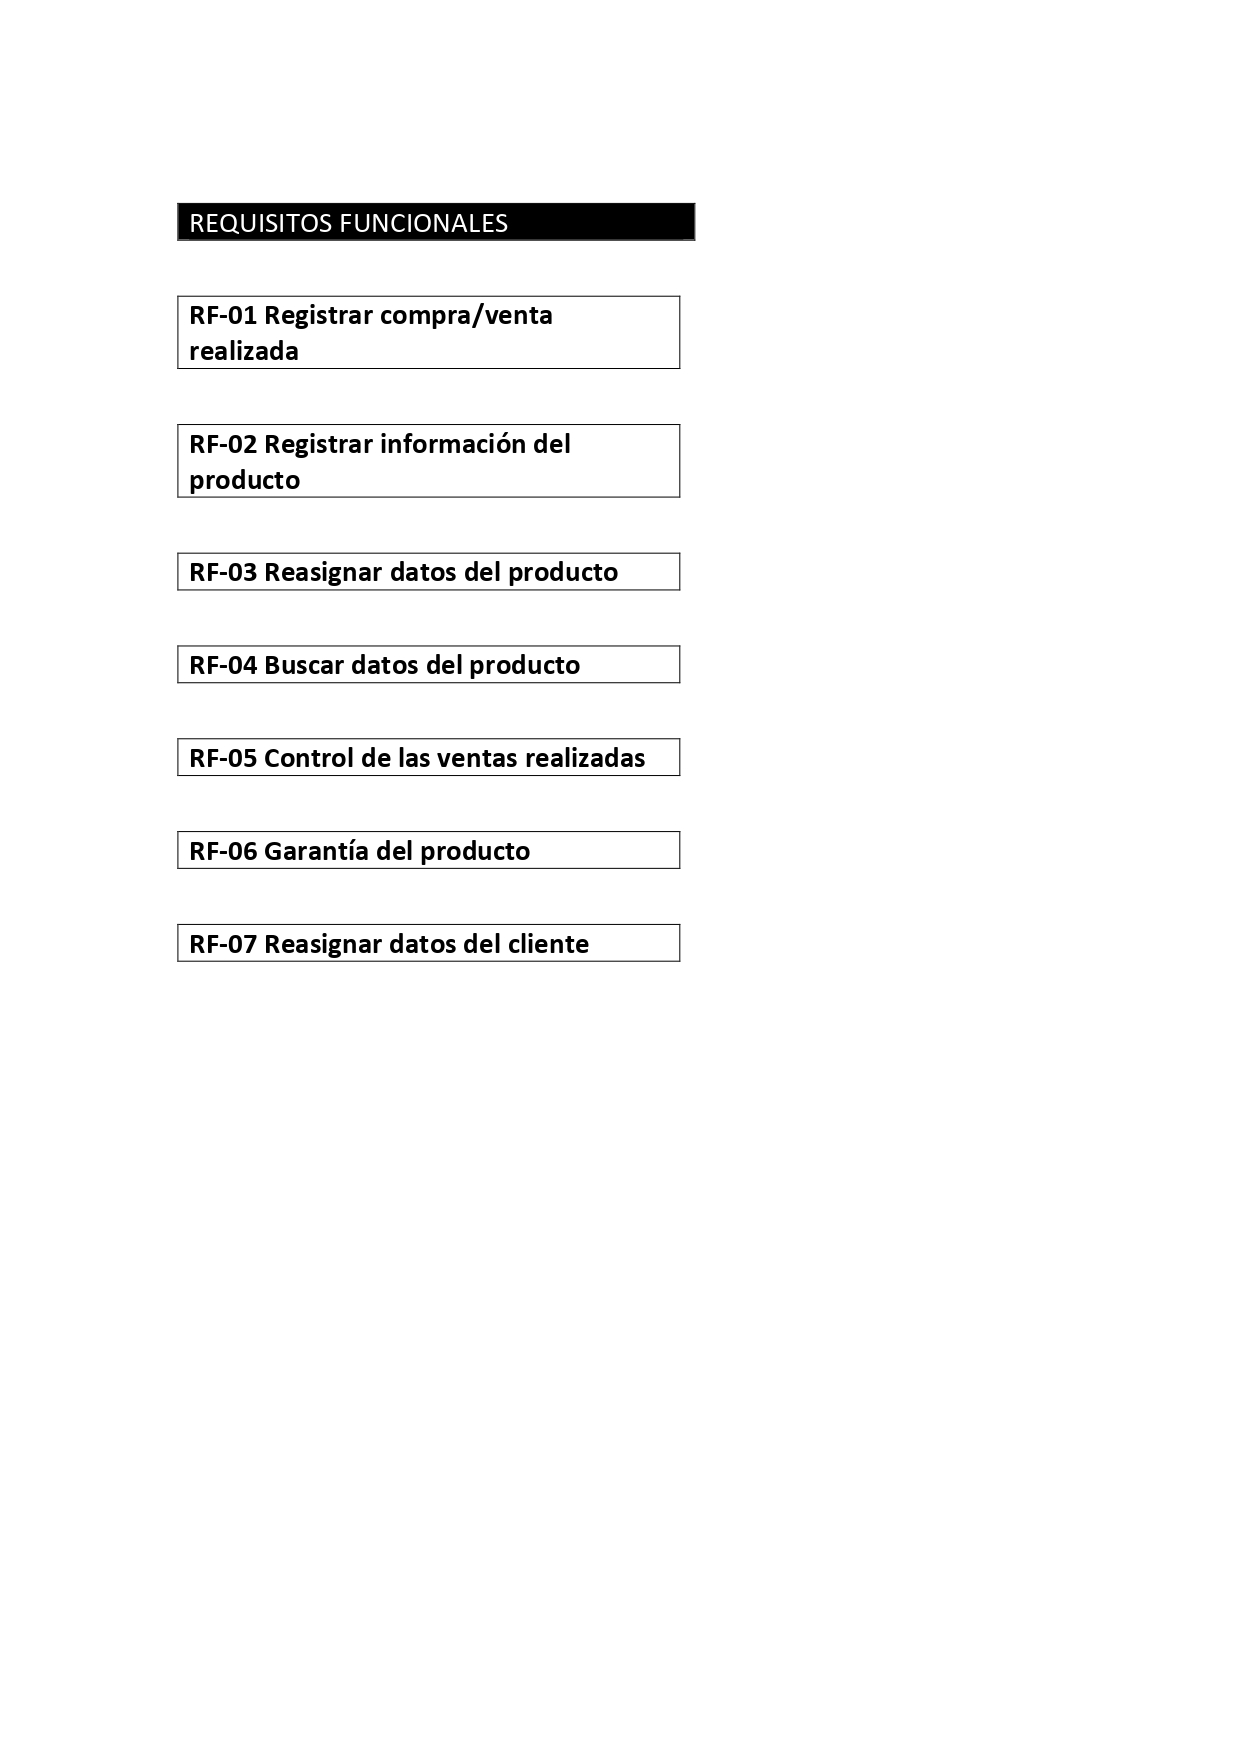 REQUISITOS FUNCIONALES
RF-01 Registrar compra/venta
realizada
RF-02 Registrar información del
producto
RF-03 Reasignar datos del producto
RF-04 Buscar datos del producto
RF-05 Control de las ventas realizadas
RF-06 Garantía del producto
RF-07 Reasignar datos del cliente